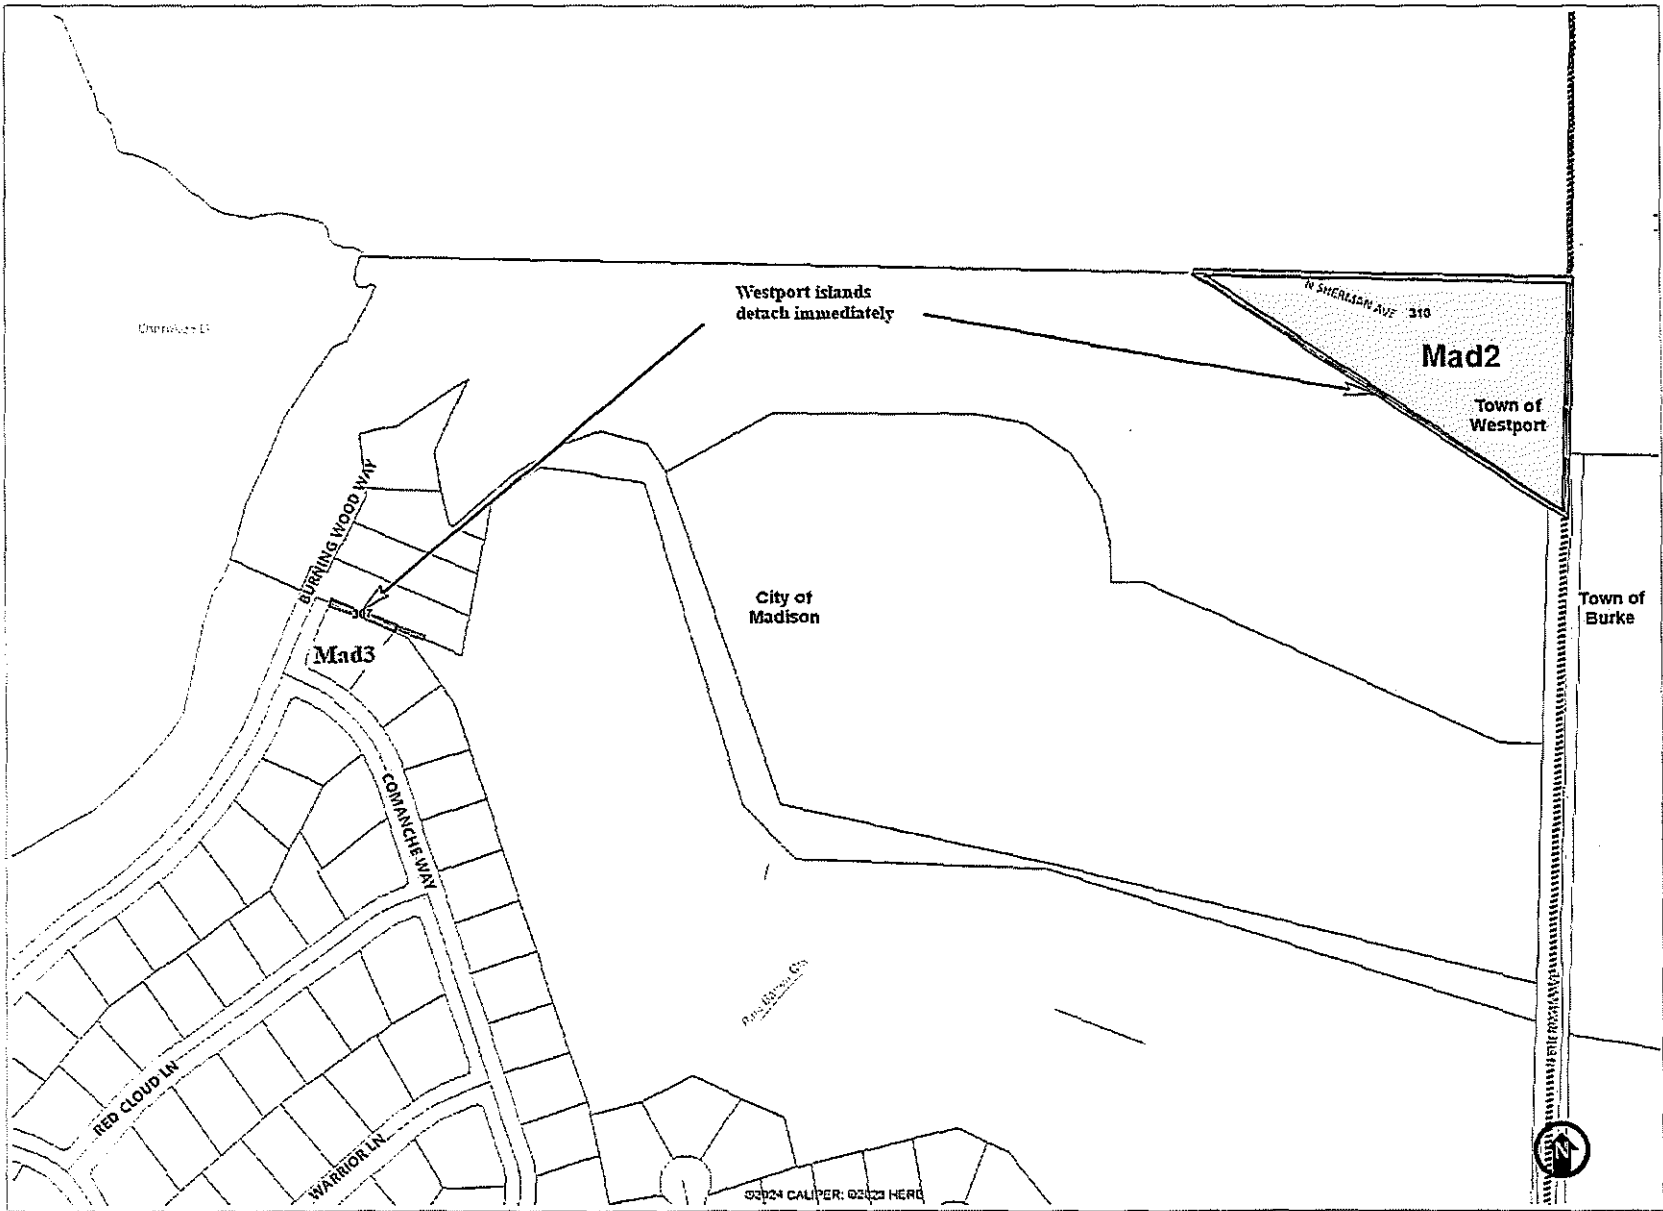 Westport islands
detach immediately
N SHERMAN AVE 310
Mad2
Town of
Westport
BURNING WOOD WAY
City of
Madison
Town of
Burke
Mad3
COMANCHE WAY
RED CLOUD LN
WARRIOR LN
N
©2024 CALIPER; ©2023 HERE